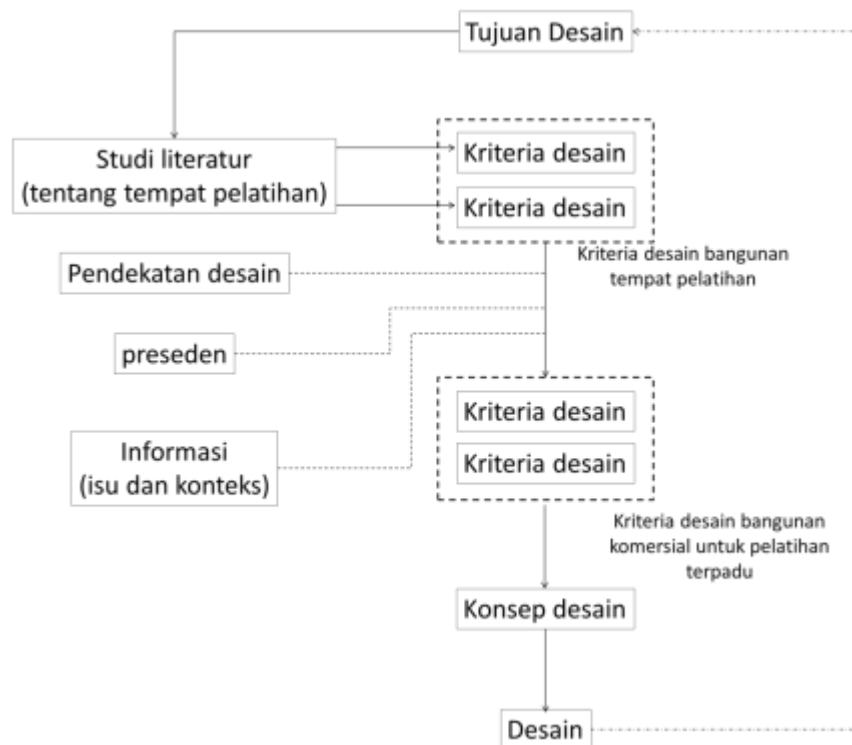 Tujuan Desain
Studi literatur
(tentang tempat pelatihan)
Kriteria desain
Kriteria desain
Kriteria desain bangunan
tempat pelatihan
Pendekatan desain
preseden
Informasi
(isu dan konteks)
Kriteria desain
Kriteria desain
Kriteria desain bangunan
komersial untuk pelatihan
terpadu
Konsep desain
Desain